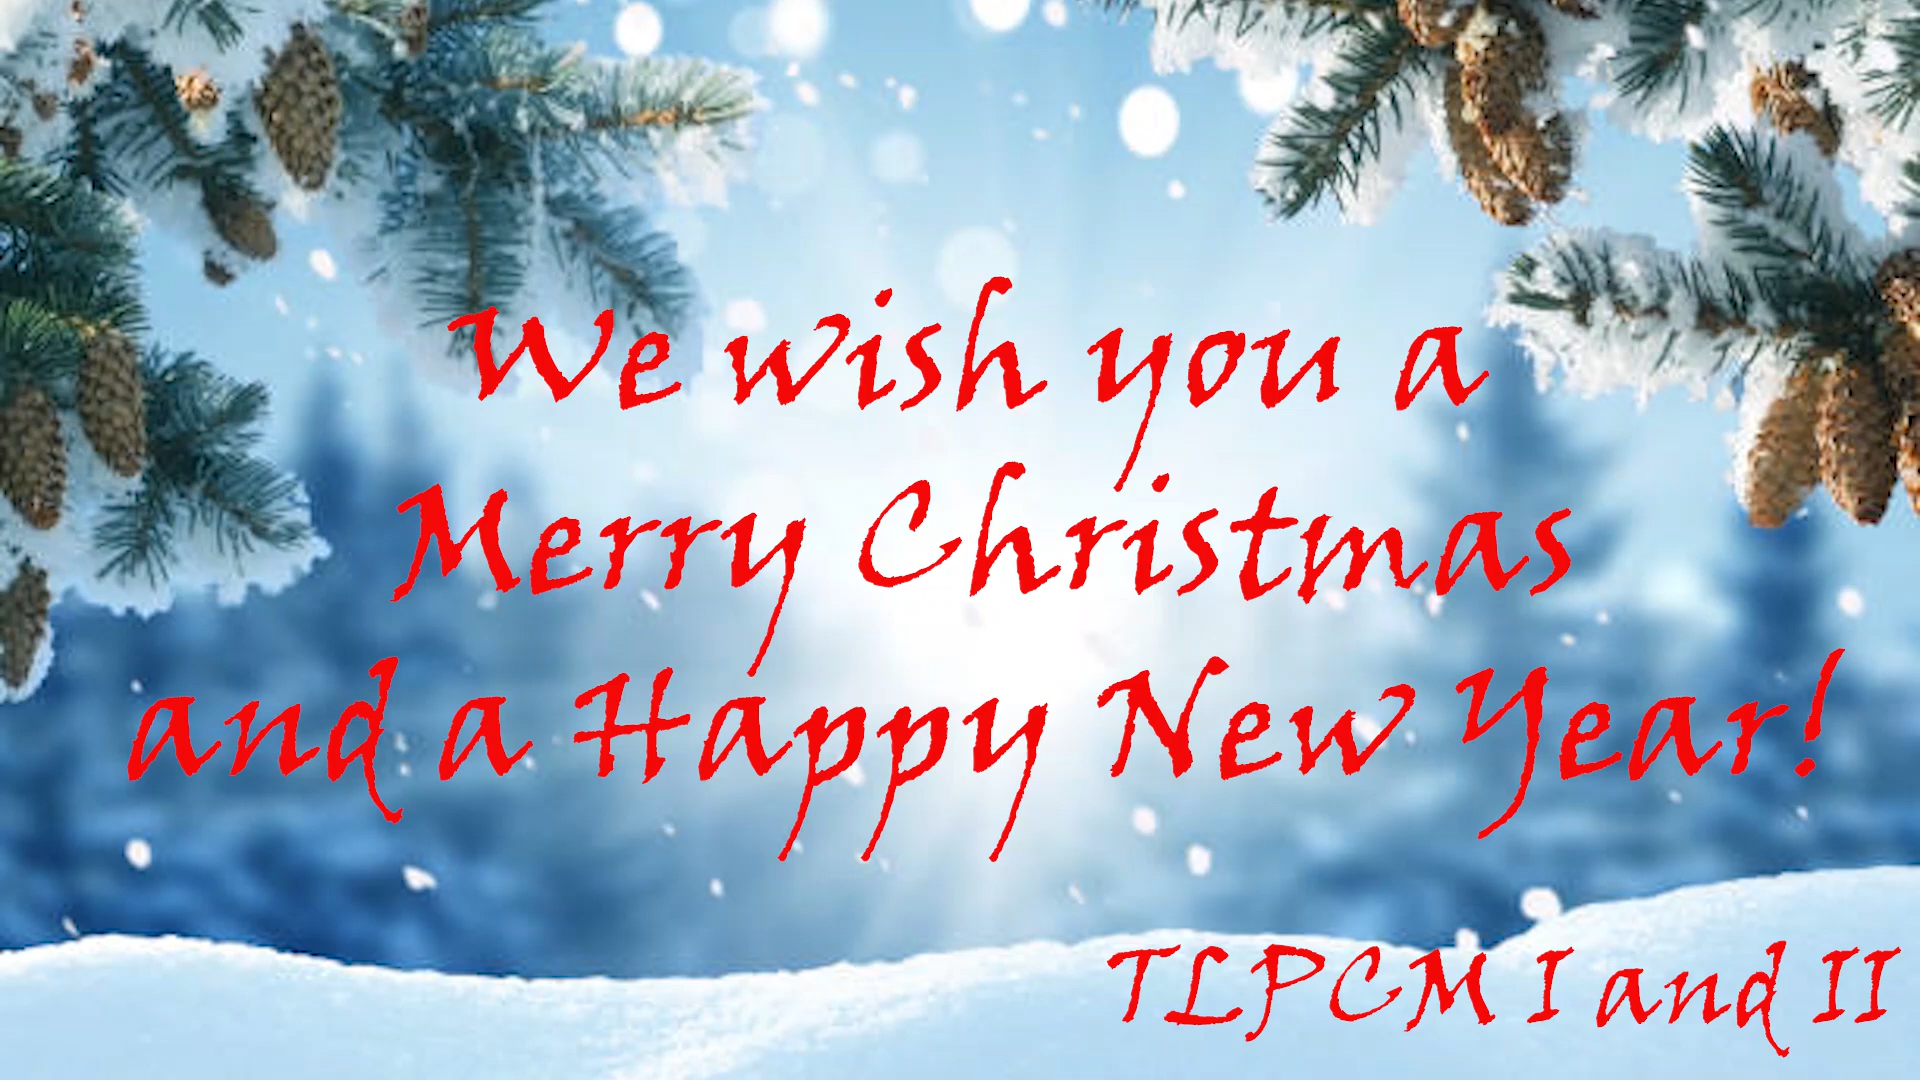 We wish you a
Merry Christmas
and a Happy New Year!
TLPCM I and II